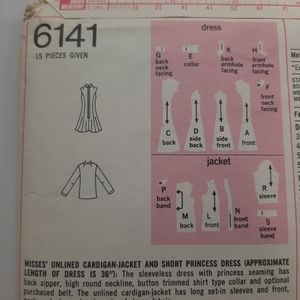 6141
15 PIECES GIVEN
dress
G
back
neck
facing
E
collar
K
back
armhole
facing
H
front
armhole
facing
F
front
neck
facing
C
back
D
side
back
B
side
front
A
front
jacket
P
back
band
M
back
L
front
N
front
band
R
sleeve
S
sleeve
band
MISSES' UNLINED CARDIGAN-JACKET AND SHORT PRINCESS DRESS (APPROXIMATE
LENGTH OF DRESS IS 36"): The sleeveless dress with princess seaming has
back zipper, high round neckline, button trimmed shirt type collar and optional
purchased belt. The unlined cardigan-jacket has long set-in sleeves and front,